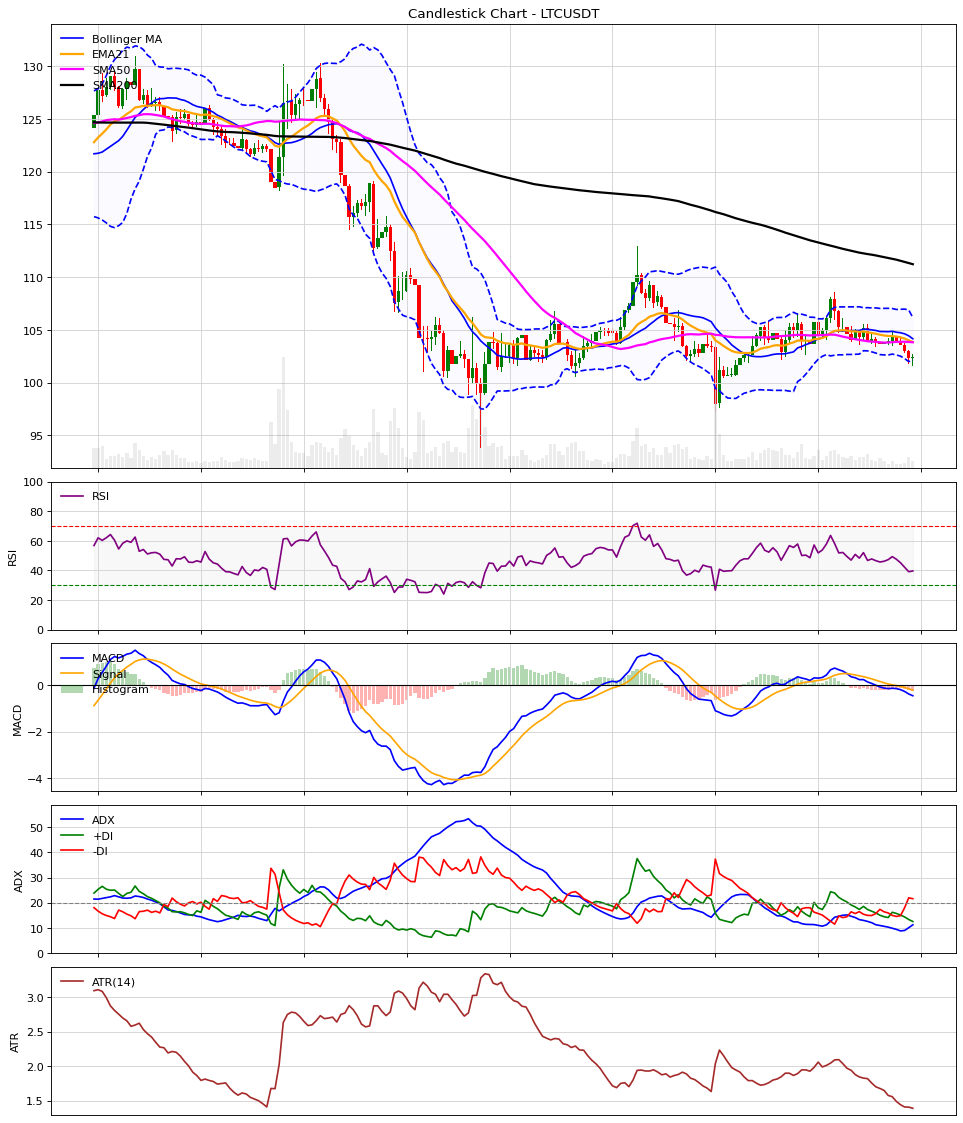 Candlestick Chart - LTCUSDT
Bollinger MA
EMA21
SMA50
SMA200
130
125
120
115
110
105
100
95
RSI
100
80
60
40
20
0
RSI
MACD
Signal
Histogram
0
−2
−4
MACD
ADX
+DI
-DI
50
40
30
20
10
0
ADX
ATR(14)
3.0
2.5
2.0
1.5
ATR